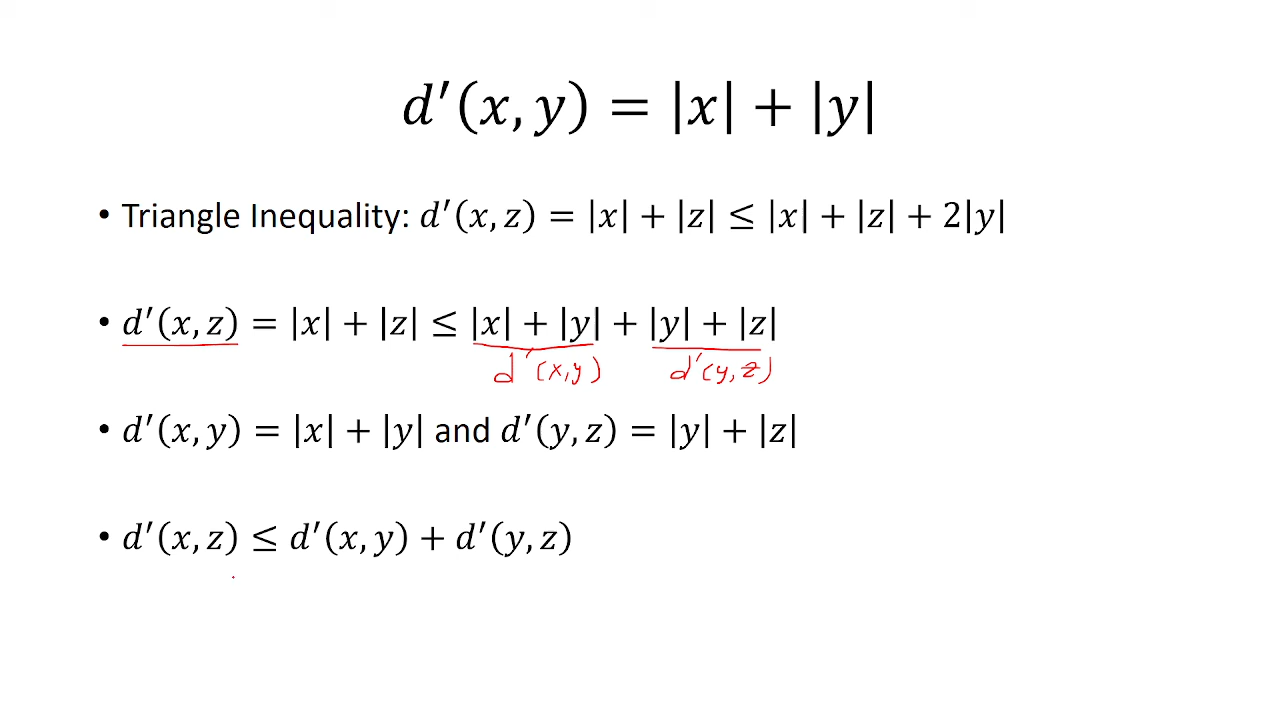 d′(x, y) = |x| + |y|
• Triangle Inequality: d′(x, z) = |x| + |z| ≤ |x| + |z| + 2|y|
• d′(x, z) = |x| + |z| ≤ |x| + |y| + |y| + |z|
d′(x,y) d′(y,z)
• d′(x, y) = |x| + |y| and d′(y, z) = |y| + |z|
• d′(x, z) ≤ d′(x, y) + d′(y, z)